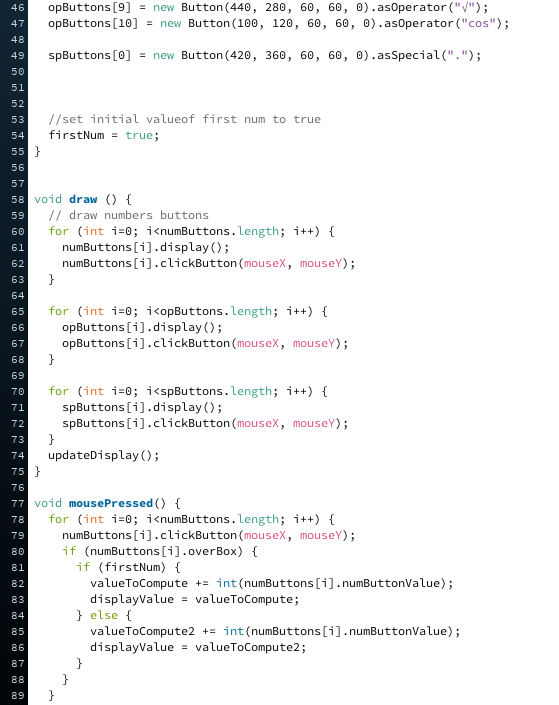 46 opButtons[9] = new Button(440, 280, 60, 60, 0).asOperator("√");
47 opButtons[10] = new Button(100, 120, 60, 60, 0).asOperator("cos");
48
49 spButtons[0] = new Button(420, 360, 60, 60, 0).asSpecial(".");
50
51
52
53 //set initial valueof first num to true
54 firstNum = true;
55 }
56
57
58 void draw () {
59 // draw numbers buttons
60 for (int i=0; i<numButtons.length; i++) {
61 numButtons[i].display();
62 numButtons[i].clickButton(mouseX, mouseY);
63 }
64
65 for (int i=0; i<opButtons.length; i++) {
66 opButtons[i].display();
67 opButtons[i].clickButton(mouseX, mouseY);
68 }
69
70 for (int i=0; i<spButtons.length; i++) {
71 spButtons[i].display();
72 spButtons[i].clickButton(mouseX, mouseY);
73 }
74 updateDisplay();
75 }
76
77 void mousePressed() {
78 for (int i=0; i<numButtons.length; i++) {
79 numButtons[i].clickButton(mouseX, mouseY);
80 if (numButtons[i].overBox) {
81 if (firstNum) {
82 valueToCompute += int(numButtons[i].numButtonValue);
83 displayValue = valueToCompute;
84 } else {
85 valueToCompute2 += int(numButtons[i].numButtonValue);
86 displayValue = valueToCompute2;
87 }
88 }
89 }